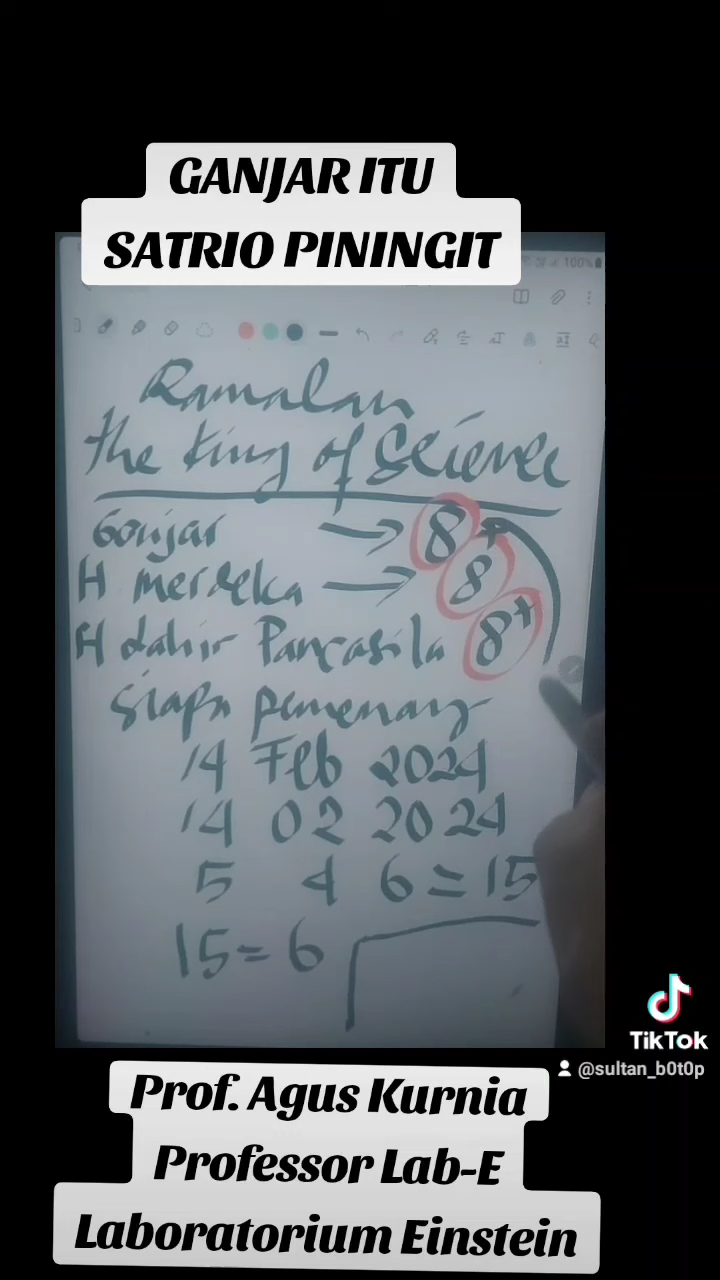 GANJAR ITU
SATRIO PININGIT
100%
Ramalan
the King of Science
Ganjar → 8+
H merdeka → 8
H dahir Pancasila 8+
Siapa pemenang
14 Feb 2024
14 02 2024
5 4 6 = 15
15 = 6
TikTok
@sultan_b0t0p
Prof. Agus Kurnia
Professor Lab-E
Laboratorium Einstein